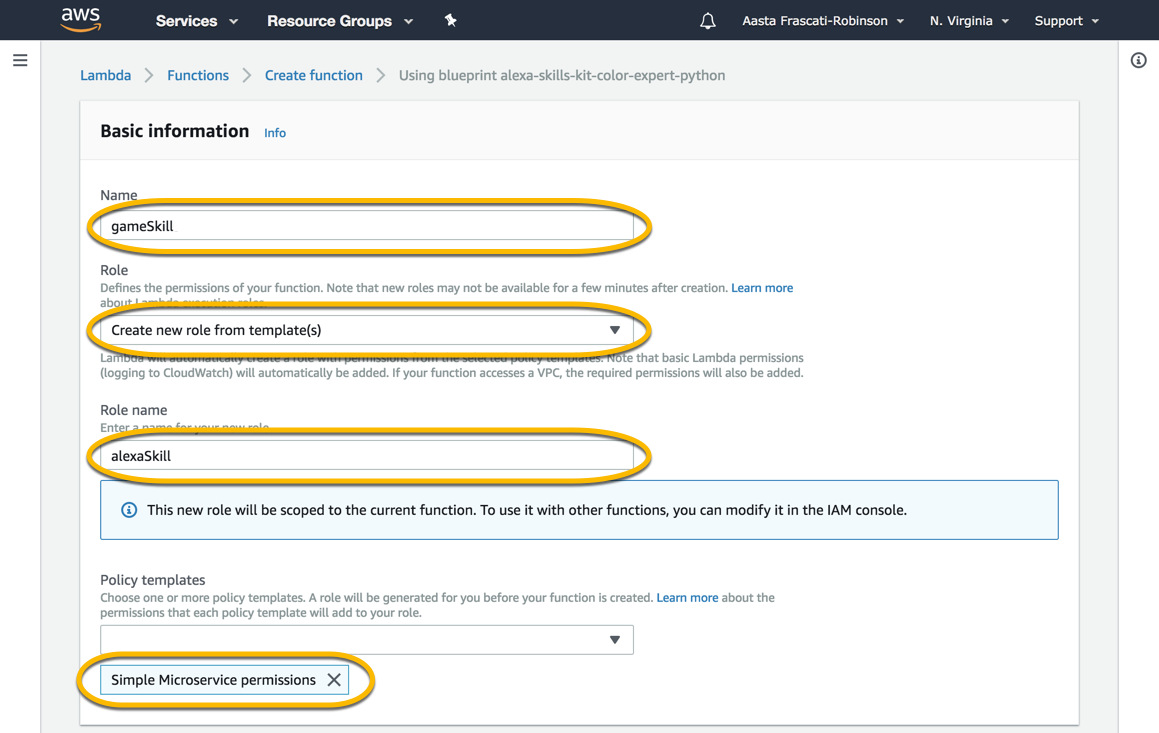 aws
Services
Resource Groups
Aasta Frascati-Robinson
N. Virginia
Support
Lambda
Functions
Create function
Using blueprint alexa-skills-kit-color-expert-python
Basic information Info
Name
gameSkill
Role
Defines the permissions of your function. Note that new roles may not be available for a few minutes after creation. Learn more
about Lambda execution roles.
Create new role from template(s)
Lambda will automatically create a role with permissions from the selected policy templates. Note that basic Lambda permissions
(logging to CloudWatch) will automatically be added. If your function accesses a VPC, the required permissions will also be added.
Role name
Enter a name for your new role.
alexaSkill
This new role will be scoped to the current function. To use it with other functions, you can modify it in the IAM console.
Policy templates
Choose one or more policy templates. A role will be generated for you before your function is created. Learn more about the
permissions that each policy template will add to your role.
Simple Microservice permissions